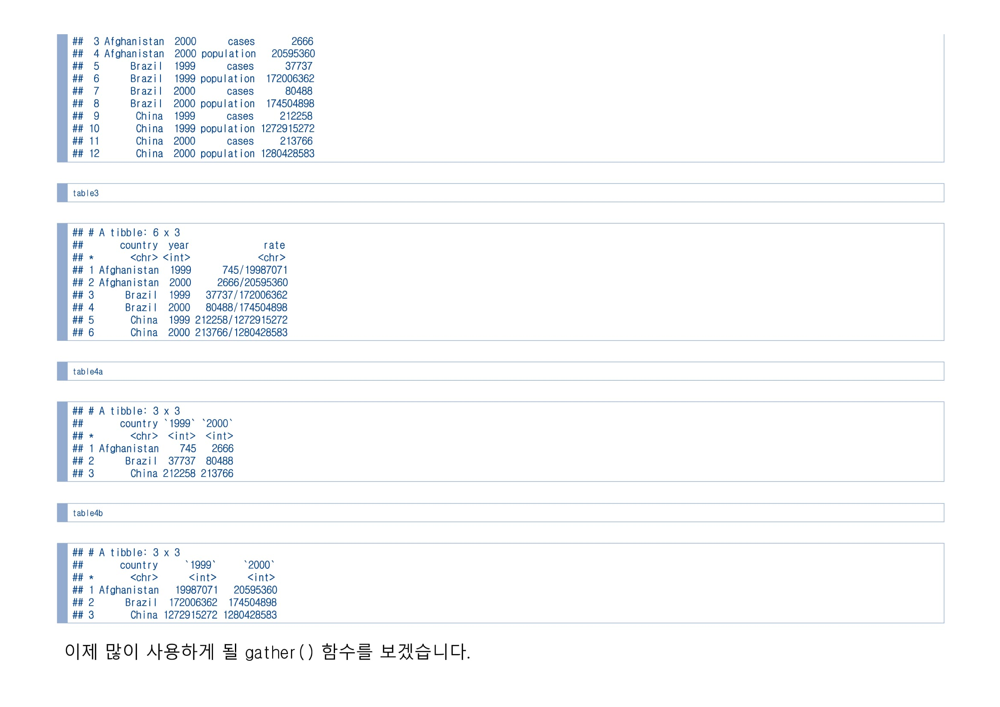 ##  3 Afghanistan  2000      cases       2666
##  4 Afghanistan  2000 population   20595360
##  5      Brazil  1999      cases      37737
##  6      Brazil  1999 population  172006362
##  7      Brazil  2000      cases      80488
##  8      Brazil  2000 population  174504898
##  9       China  1999      cases     212258
## 10       China  1999 population 1272915272
## 11       China  2000      cases     213766
## 12       China  2000 population 1280428583
table3
## # A tibble: 6 x 3
##       country  year              rate
## *       <chr> <int>             <chr>
## 1 Afghanistan  1999      745/19987071
## 2 Afghanistan  2000     2666/20595360
## 3      Brazil  1999   37737/172006362
## 4      Brazil  2000   80488/174504898
## 5       China  1999 212258/1272915272
## 6       China  2000 213766/1280428583
table4a
## # A tibble: 3 x 3
##       country `1999` `2000`
## *       <chr>  <int>  <int>
## 1 Afghanistan    745   2666
## 2      Brazil  37737  80488
## 3       China 212258 213766
table4b
## # A tibble: 3 x 3
##       country     `1999`     `2000`
## *       <chr>      <int>      <int>
## 1 Afghanistan   19987071   20595360
## 2      Brazil  172006362  174504898
## 3       China 1272915272 1280428583
이제 많이 사용하게 될 gather() 함수를 보겠습니다.